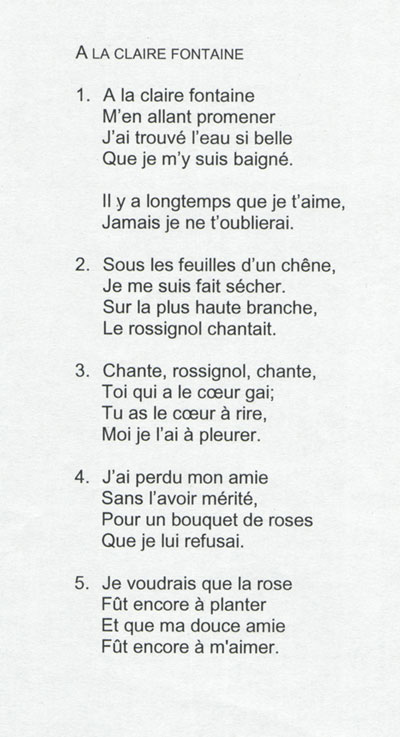 A LA CLAIRE FONTAINE
1. A la claire fontaine
M'en allant promener
J'ai trouvé l'eau si belle
Que je m'y suis baigné.
Il y a longtemps que je t'aime,
Jamais je ne t'oublierai.
2. Sous les feuilles d'un chêne,
Je me suis fait sécher.
Sur la plus haute branche,
Le rossignol chantait.
3. Chante, rossignol, chante,
Toi qui a le cœur gai;
Tu as le cœur à rire,
Moi je l'ai à pleurer.
4. J'ai perdu mon amie
Sans l'avoir mérité,
Pour un bouquet de roses
Que je lui refusai.
5. Je voudrais que la rose
Fût encore à planter
Et que ma douce amie
Fût encore à m'aimer.